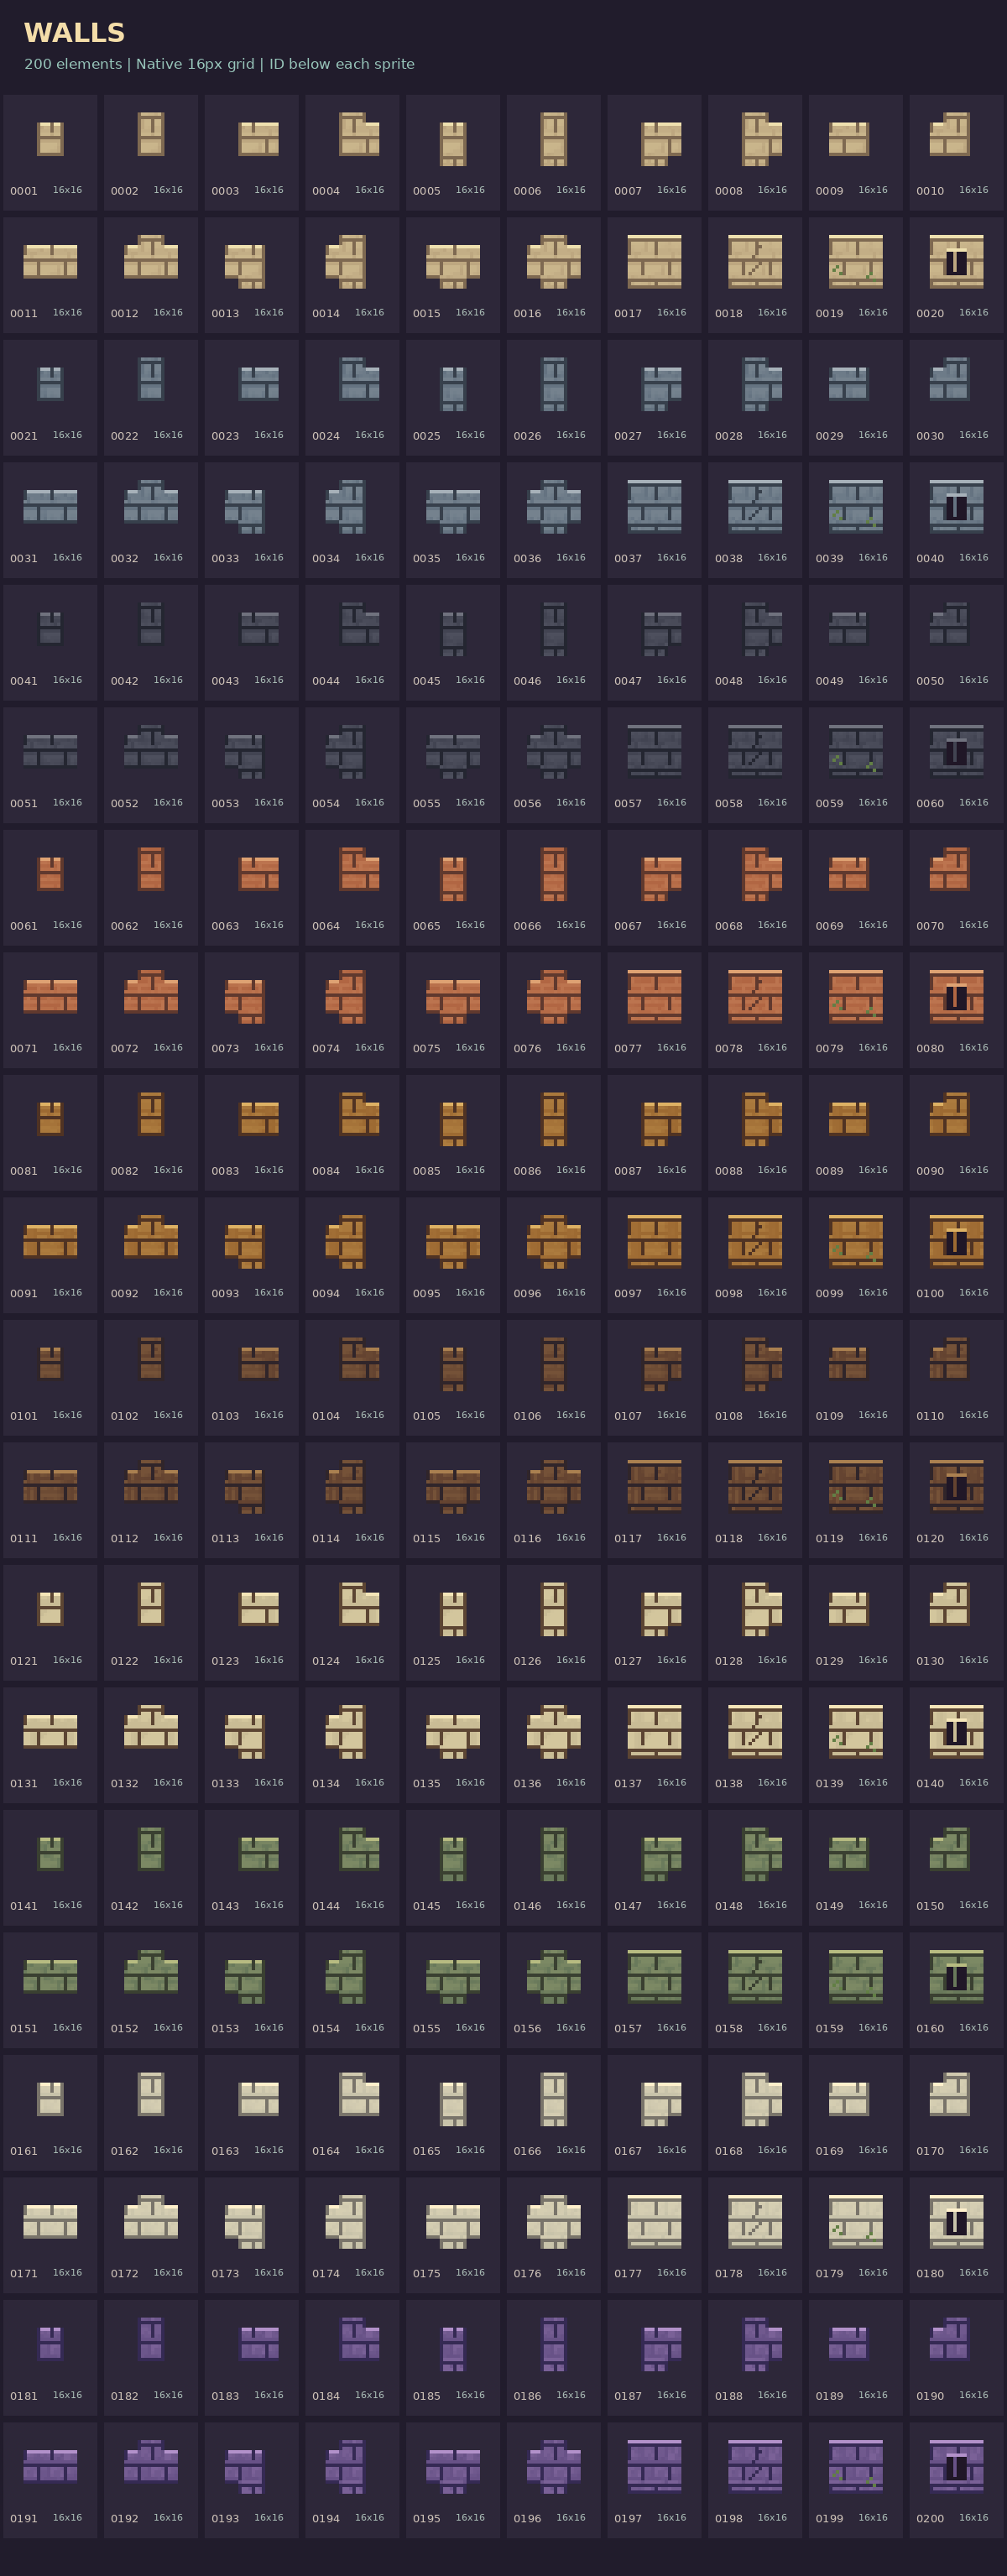 WALLS
200 elements | Native 16px grid | ID below each sprite
0001 16x16 0002 16x16 0003 16x16 0004 16x16 0005 16x16 0006 16x16 0007 16x16 0008 16x16 0009 16x16 0010 16x16
0011 16x16 0012 16x16 0013 16x16 0014 16x16 0015 16x16 0016 16x16 0017 16x16 0018 16x16 0019 16x16 0020 16x16
0021 16x16 0022 16x16 0023 16x16 0024 16x16 0025 16x16 0026 16x16 0027 16x16 0028 16x16 0029 16x16 0030 16x16
0031 16x16 0032 16x16 0033 16x16 0034 16x16 0035 16x16 0036 16x16 0037 16x16 0038 16x16 0039 16x16 0040 16x16
0041 16x16 0042 16x16 0043 16x16 0044 16x16 0045 16x16 0046 16x16 0047 16x16 0048 16x16 0049 16x16 0050 16x16
0051 16x16 0052 16x16 0053 16x16 0054 16x16 0055 16x16 0056 16x16 0057 16x16 0058 16x16 0059 16x16 0060 16x16
0061 16x16 0062 16x16 0063 16x16 0064 16x16 0065 16x16 0066 16x16 0067 16x16 0068 16x16 0069 16x16 0070 16x16
0071 16x16 0072 16x16 0073 16x16 0074 16x16 0075 16x16 0076 16x16 0077 16x16 0078 16x16 0079 16x16 0080 16x16
0081 16x16 0082 16x16 0083 16x16 0084 16x16 0085 16x16 0086 16x16 0087 16x16 0088 16x16 0089 16x16 0090 16x16
0091 16x16 0092 16x16 0093 16x16 0094 16x16 0095 16x16 0096 16x16 0097 16x16 0098 16x16 0099 16x16 0100 16x16
0101 16x16 0102 16x16 0103 16x16 0104 16x16 0105 16x16 0106 16x16 0107 16x16 0108 16x16 0109 16x16 0110 16x16
0111 16x16 0112 16x16 0113 16x16 0114 16x16 0115 16x16 0116 16x16 0117 16x16 0118 16x16 0119 16x16 0120 16x16
0121 16x16 0122 16x16 0123 16x16 0124 16x16 0125 16x16 0126 16x16 0127 16x16 0128 16x16 0129 16x16 0130 16x16
0131 16x16 0132 16x16 0133 16x16 0134 16x16 0135 16x16 0136 16x16 0137 16x16 0138 16x16 0139 16x16 0140 16x16
0141 16x16 0142 16x16 0143 16x16 0144 16x16 0145 16x16 0146 16x16 0147 16x16 0148 16x16 0149 16x16 0150 16x16
0151 16x16 0152 16x16 0153 16x16 0154 16x16 0155 16x16 0156 16x16 0157 16x16 0158 16x16 0159 16x16 0160 16x16
0161 16x16 0162 16x16 0163 16x16 0164 16x16 0165 16x16 0166 16x16 0167 16x16 0168 16x16 0169 16x16 0170 16x16
0171 16x16 0172 16x16 0173 16x16 0174 16x16 0175 16x16 0176 16x16 0177 16x16 0178 16x16 0179 16x16 0180 16x16
0181 16x16 0182 16x16 0183 16x16 0184 16x16 0185 16x16 0186 16x16 0187 16x16 0188 16x16 0189 16x16 0190 16x16
0191 16x16 0192 16x16 0193 16x16 0194 16x16 0195 16x16 0196 16x16 0197 16x16 0198 16x16 0199 16x16 0200 16x16